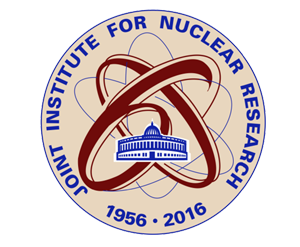 JOINT INSTITUTE FOR NUCLEAR RESEARCH
1956 • 2016